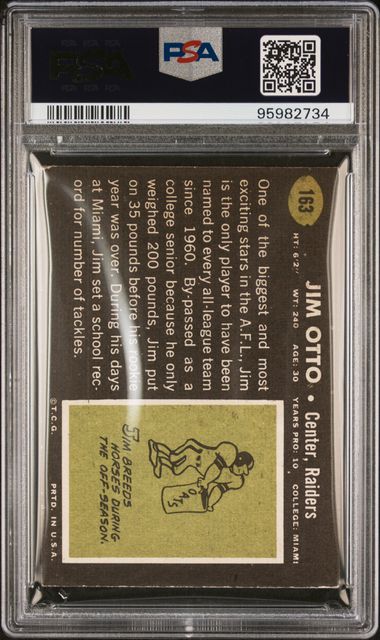 PSA
95982734
163
JIM OTTO • Center, Raiders
HT: 6'2" WT: 240 AGE: 30 YEARS PRO: 10 COLLEGE: MIAMI
One of the biggest and most
exciting stars in the A.F.L., Jim
is the only player to have been
named to every all-league team
since 1960. By-passed as a
college senior because he only
weighed 200 pounds, Jim put
on 35 pounds before his rookie
year was over. During his days
at Miami, Jim set a school rec-
ord for number of tackles.
OATS
JIM BREEDS
HORSES DURING
THE OFF-SEASON.
©T.C.G. PRTD. IN U.S.A.